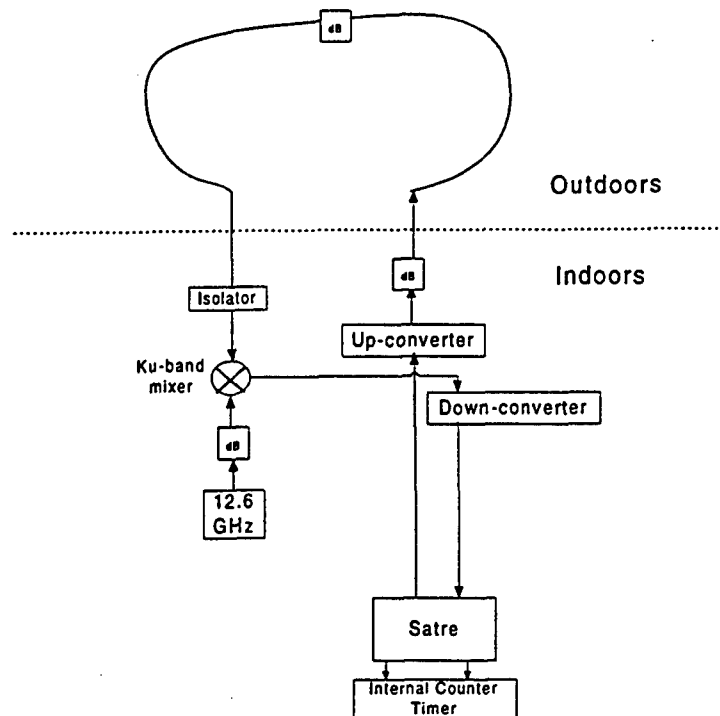 dB
Outdoors
Indoors
dB
Isolator
Up-converter
Ku-band
mixer
Down-converter
dB
12.6
GHz
Satre
Internal Counter
Timer